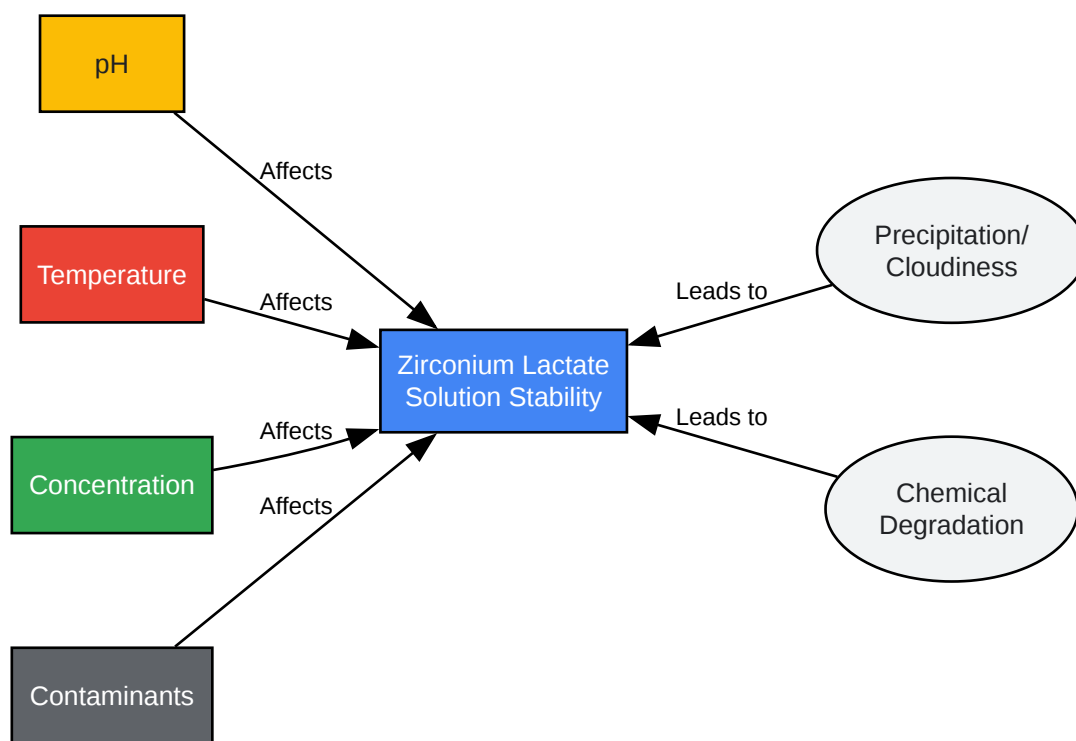 pH
Affects
Temperature
Affects
Zirconium Lactate
Solution Stability
Concentration
Affects
Contaminants
Affects
Precipitation/
Cloudiness
Leads to
Chemical
Degradation
Leads to